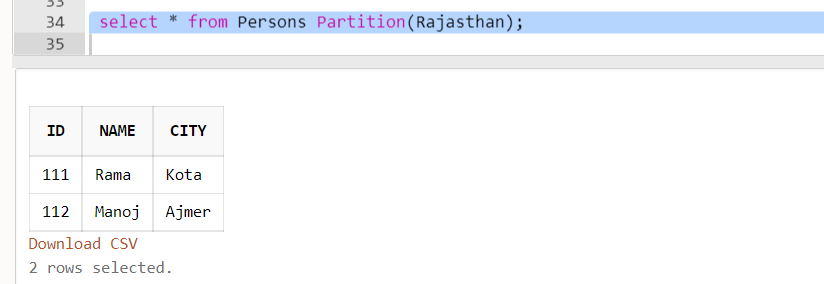 33
34 select * from Persons Partition(Rajasthan);
35
ID NAME CITY
111 Rama Kota
112 Manoj Ajmer
Download CSV
2 rows selected.